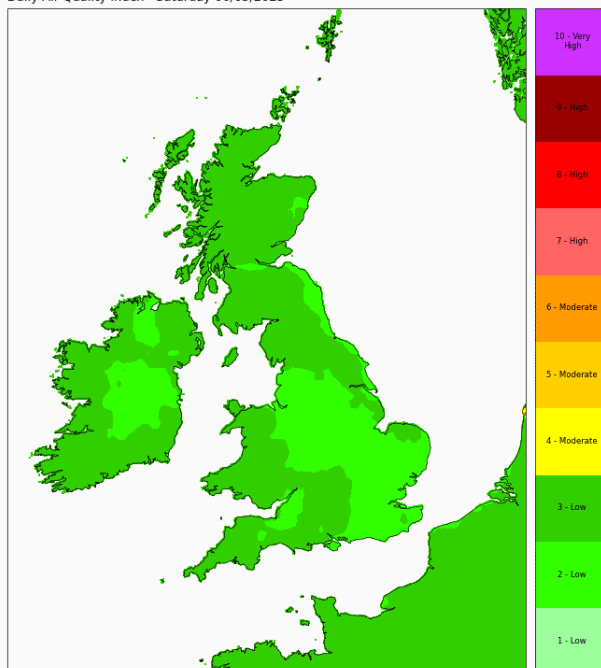 10 - Very
High
9 - High
8 - High
7 - High
6 - Moderate
5 - Moderate
4 - Moderate
3 - Low
2 - Low
1 - Low